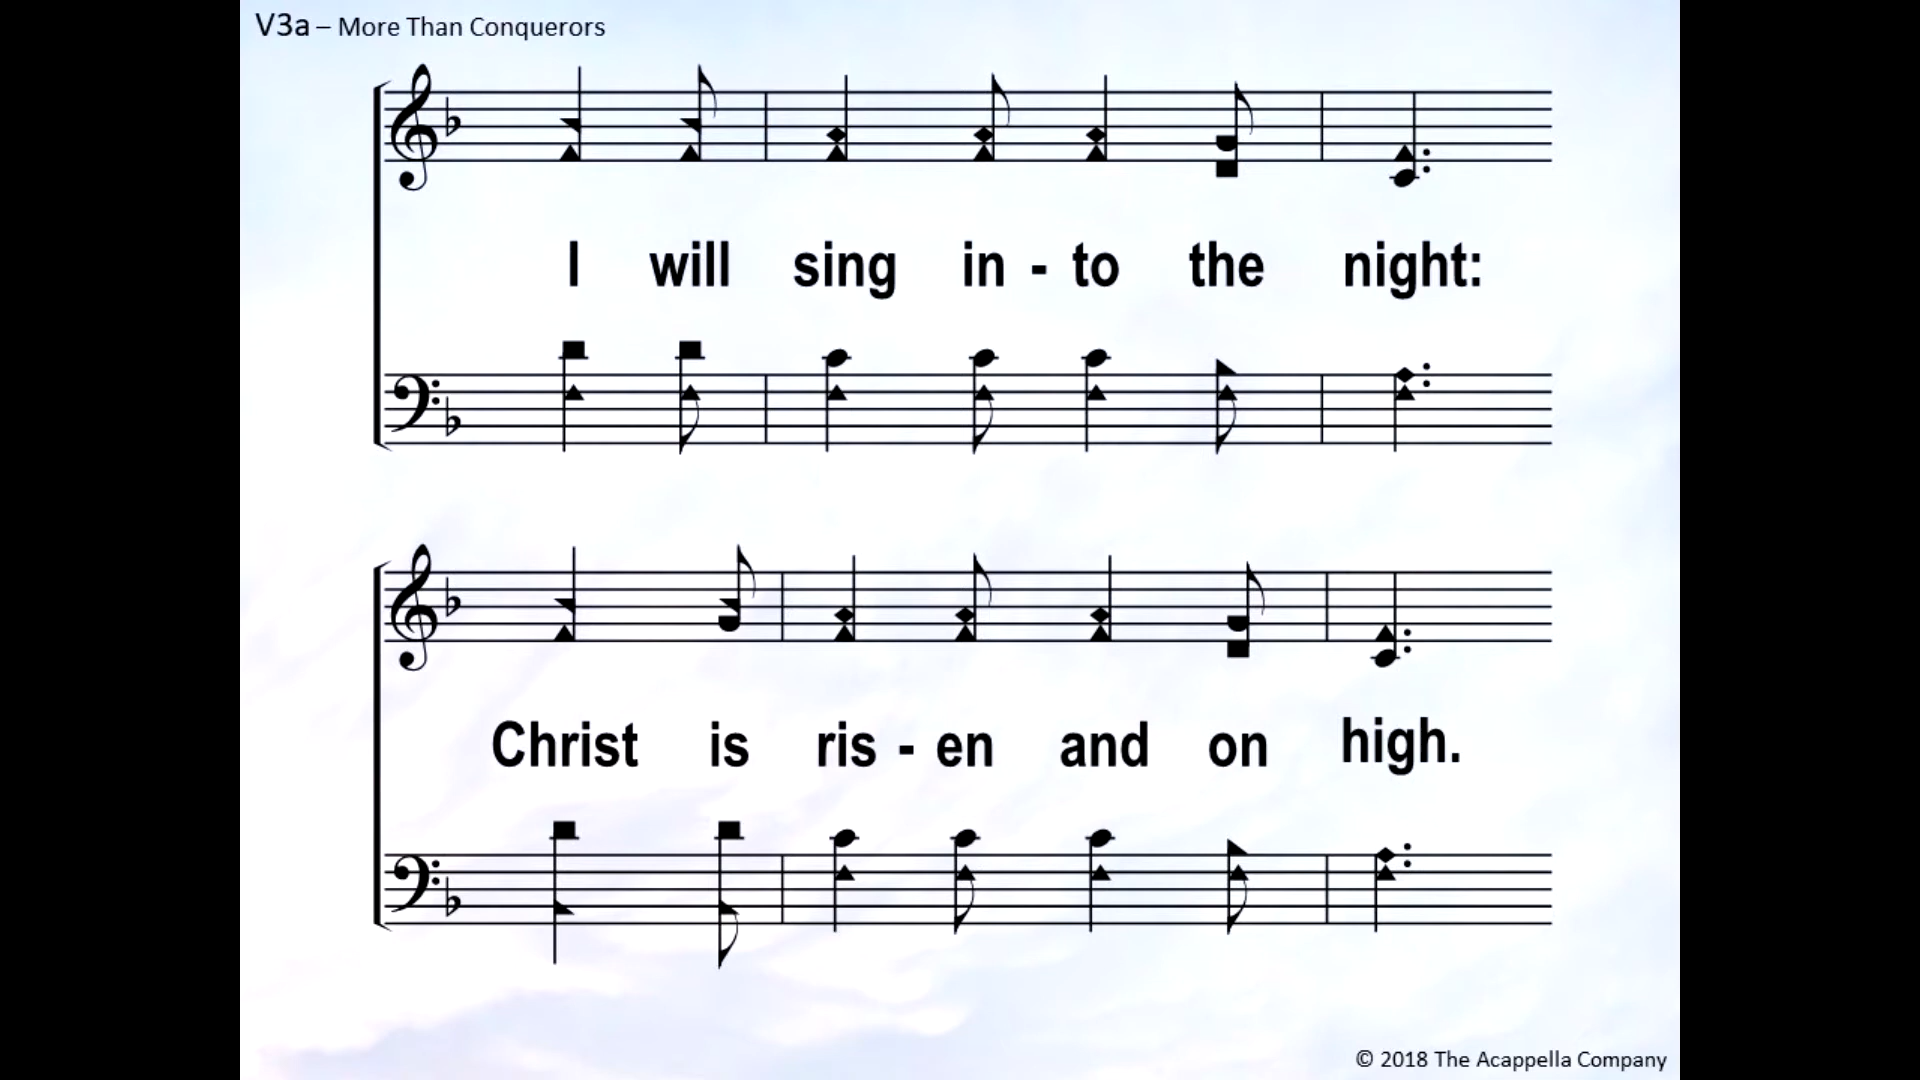 V3a – More Than Conquerors
I will sing in - to the night:
Christ is ris - en and on high.
© 2018 The Acappella Company